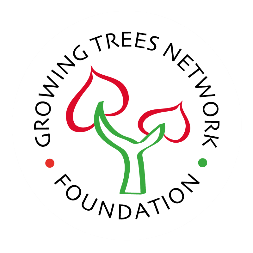 GROWING TREES NETWORK
FOUNDATION